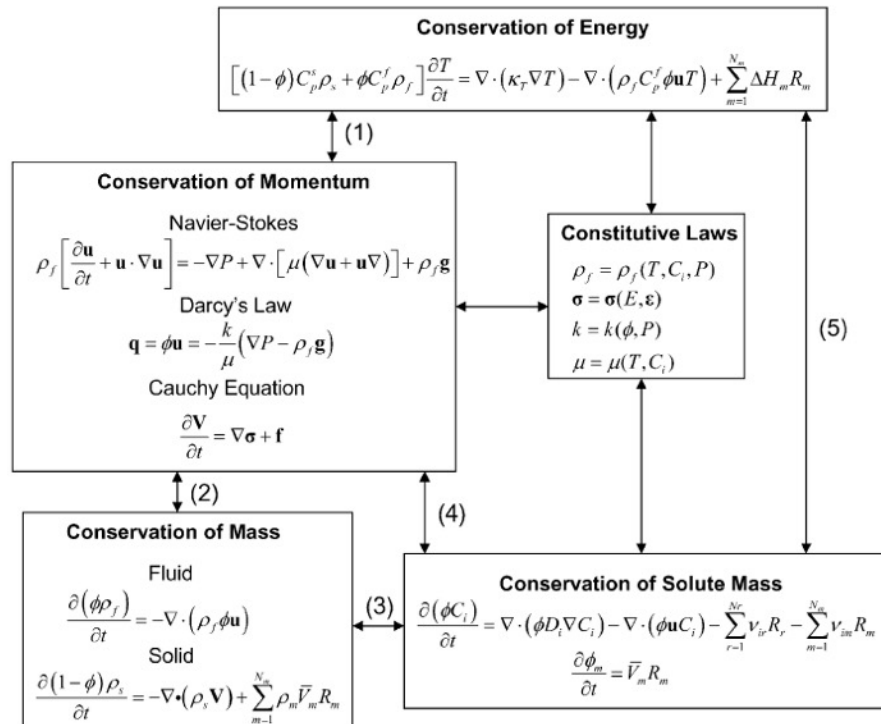 Conservation of Energy
[(1−ϕ)C_p^s ρ_s + ϕC_p^f ρ_f] ∂T/∂t = ∇·(κ_T ∇T) − ∇·(ρ_f C_p^f ϕ𝐮T) + ∑_{m=1}^{N_m} ΔH_m R_m
(1)
Conservation of Momentum
Navier-Stokes
ρ_f [∂𝐮/∂t + 𝐮·∇𝐮] = −∇P + ∇·[μ(∇𝐮 + 𝐮∇)] + ρ_f 𝐠
Darcy's Law
𝐪 = ϕ𝐮 = −k/μ (∇P − ρ_f 𝐠)
Cauchy Equation
∂𝐕/∂t = ∇𝛔 + 𝐟
Constitutive Laws
ρ_f = ρ_f(T, C_i, P)
𝛔 = 𝛔(E, 𝛆)
k = k(ϕ, P)
μ = μ(T, C_i)
(5)
(2)
(4)
Conservation of Mass
Fluid
∂(ϕρ_f)/∂t = −∇·(ρ_f ϕ𝐮)
Solid
∂(1−ϕ)ρ_s/∂t = −∇•(ρ_s 𝐕) + ∑_{m−1}^{N_m} ρ_m V̄_m R_m
(3)
Conservation of Solute Mass
∂(ϕC_i)/∂t = ∇·(ϕD_i ∇C_i) − ∇·(ϕ𝐮C_i) − ∑_{r−1}^{Nr} ν_{ir} R_r − ∑_{m−1}^{N_m} ν_{im} R_m
∂ϕ_m/∂t = V̄_m R_m